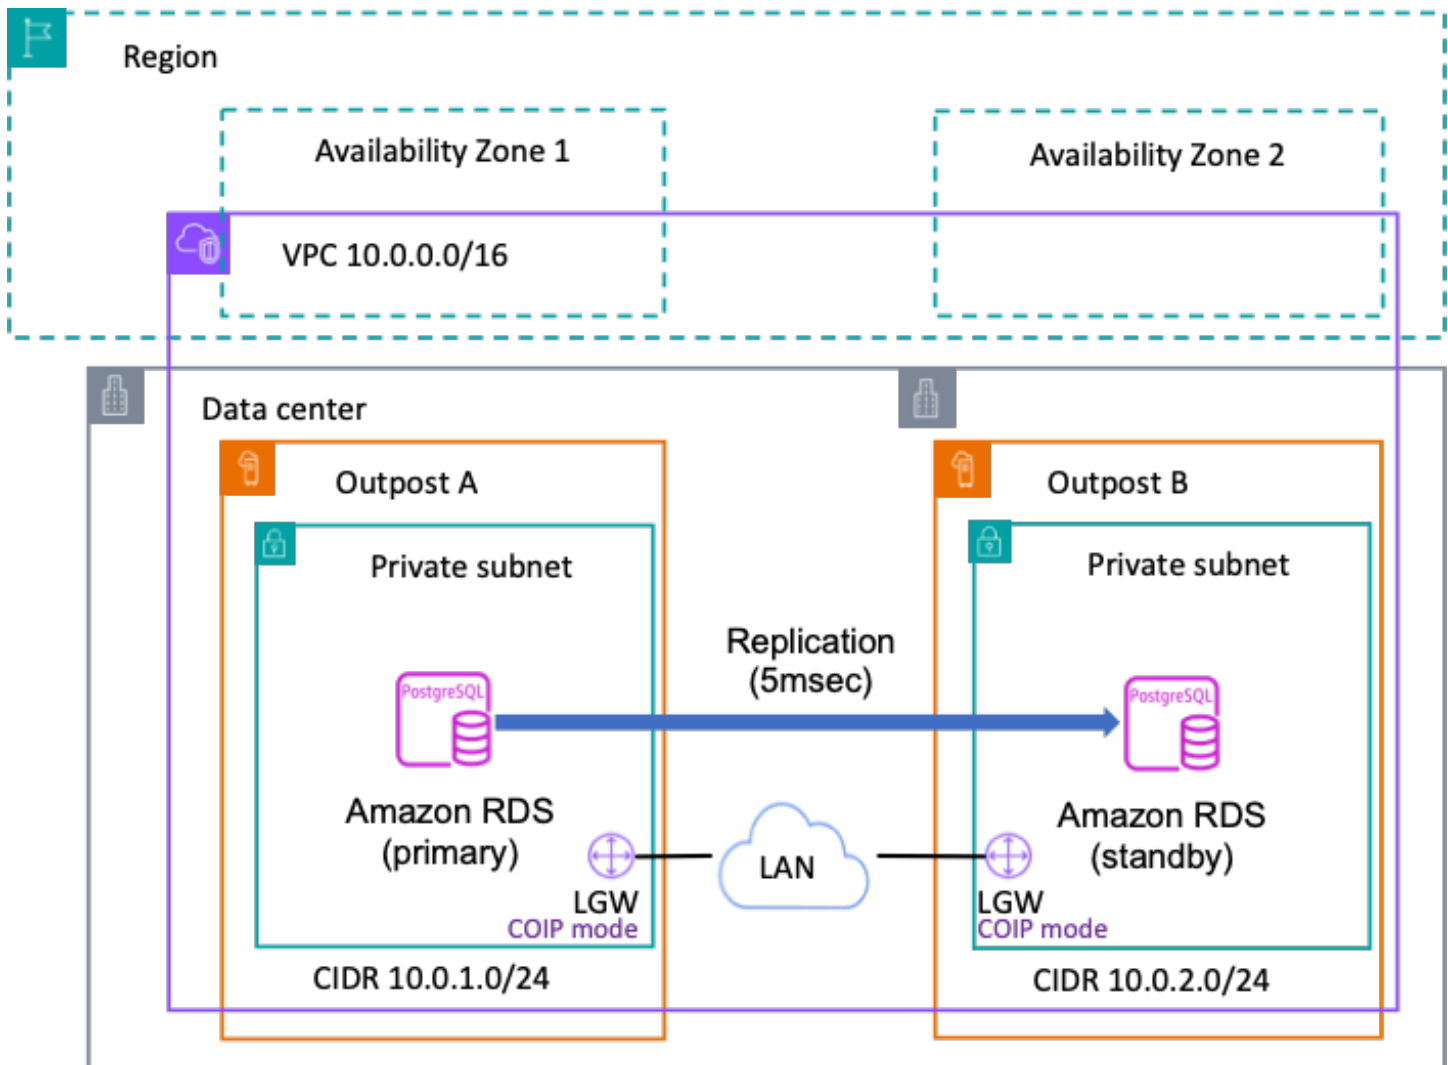 Region
Availability Zone 1
Availability Zone 2
VPC 10.0.0.0/16
Data center
Outpost A
Outpost B
Private subnet
Private subnet
Replication
(5msec)
PostgreSQL
PostgreSQL
Amazon RDS
(primary)
Amazon RDS
(standby)
LAN
LGW
COIP mode
LGW
COIP mode
CIDR 10.0.1.0/24
CIDR 10.0.2.0/24